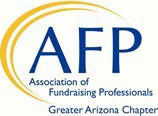 AFP
Association of
Fundraising Professionals
Greater Arizona Chapter